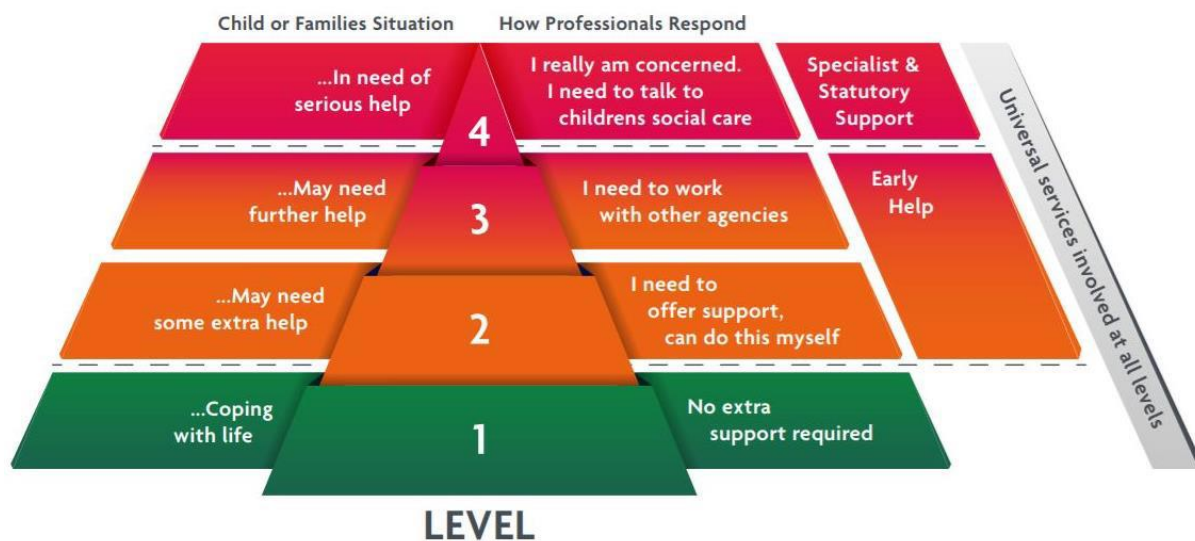 Child or Families Situation
How Professionals Respond
...In need of
serious help
4
I really am concerned.
I need to talk to
childrens social care
Specialist &
Statutory
Support
...May need
further help
3
I need to work
with other agencies
Early
Help
...May need
some extra help
2
I need to
offer support,
can do this myself
...Coping
with life
1
No extra
support required
Universal services involved at all levels
LEVEL